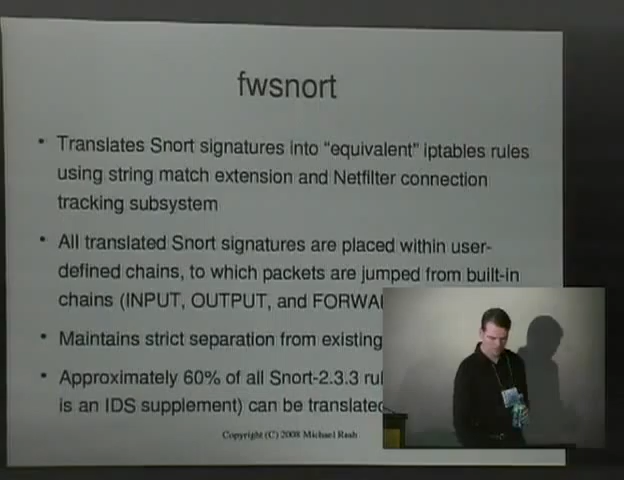 fwsnort
• Translates Snort signatures into “equivalent” iptables rules
using string match extension and Netfilter connection
tracking subsystem
• All translated Snort signatures are placed within user-
defined chains, to which packets are jumped from built-in
chains (INPUT, OUTPUT, and
• Maintains strict separation from existing
• Approximately 60% of all Snort-2.3.3
is an IDS supplement) can be translated
Copyright (C) 2008 Michael Rash